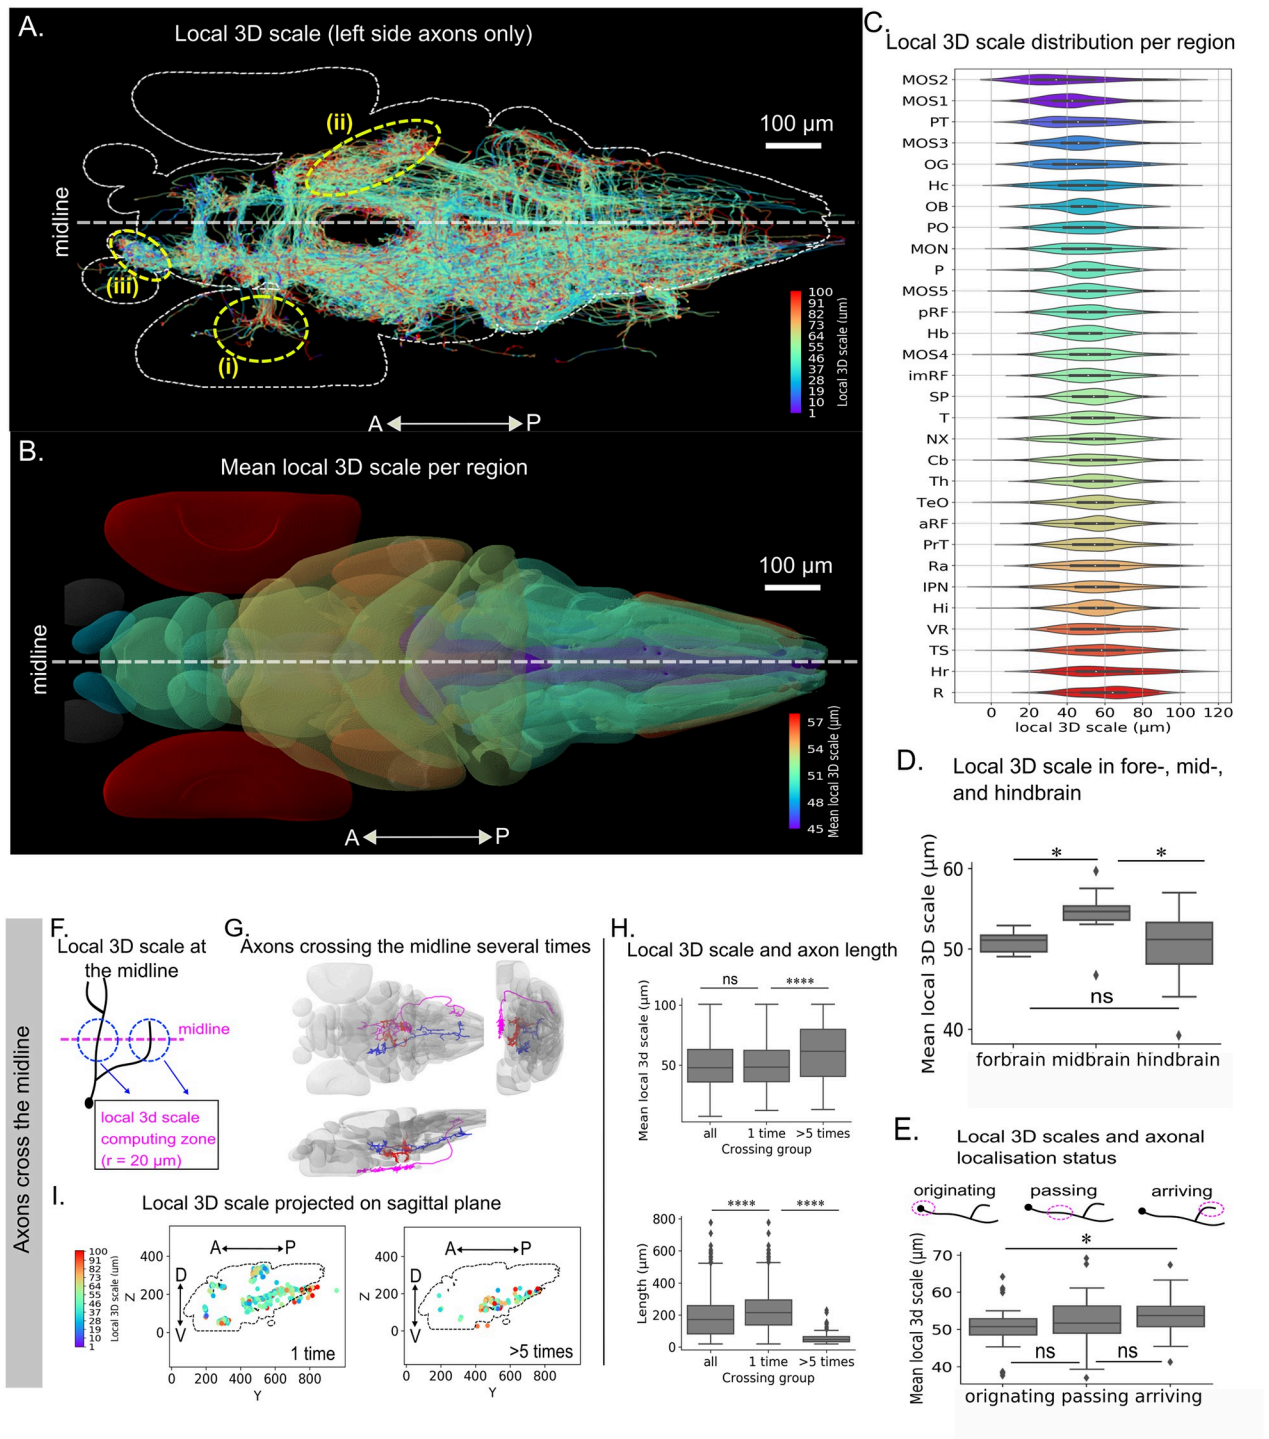 A.
Local 3D scale (left side axons only)
(ii)
100 µm
midline
(iii)
(i)
100
91
82
73
64
55
46
37
28
19
10
1
Local 3D scale (um)
A
P
B.
Mean local 3D scale per region
100 µm
midline
57
54
51
48
45
Mean local 3D scale (µm)
A
P
C.
Local 3D scale distribution per region
MOS2
MOS1
PT
MOS3
OG
Hc
OB
PO
MON
P
MOS5
pRF
Hb
MOS4
imRF
SP
T
NX
Cb
Th
TeO
aRF
PrT
Ra
IPN
Hi
VR
TS
Hr
R
0 20 40 60 80 100 120
local 3D scale (µm)
D.
Local 3D scale in fore-, mid-,
and hindbrain
Mean local 3D scale (µm)
60
50
40
* *
ns
forbrain midbrain hindbrain
E.
Local 3D scales and axonal
localisation status
originating passing arriving
Mean local 3d scale (µm)
70
60
50
40
*
ns ns
orignating passing arriving
Axons cross the midline
F.
Local 3D scale at
the midline
midline
local 3d scale
computing zone
(r = 20 µm)
G.
Axons crossing the midline several times
H.
Local 3D scale and axon length
Mean local 3d scale (µm)
100
50
ns ****
all 1 time >5 times
Crossing group
Length (µm)
800
600
400
200
0
**** ****
all 1 time >5 times
Crossing group
I.
Local 3D scale projected on sagittal plane
100
91
82
73
64
55
46
37
28
19
10
1
Local 3D scale (um)
D
V
Z
400
200
0
A P
1 time
0 200 400 600 800
Y
D
V
Z
400
200
0
A P
>5 times
0 200 400 600 800
Y